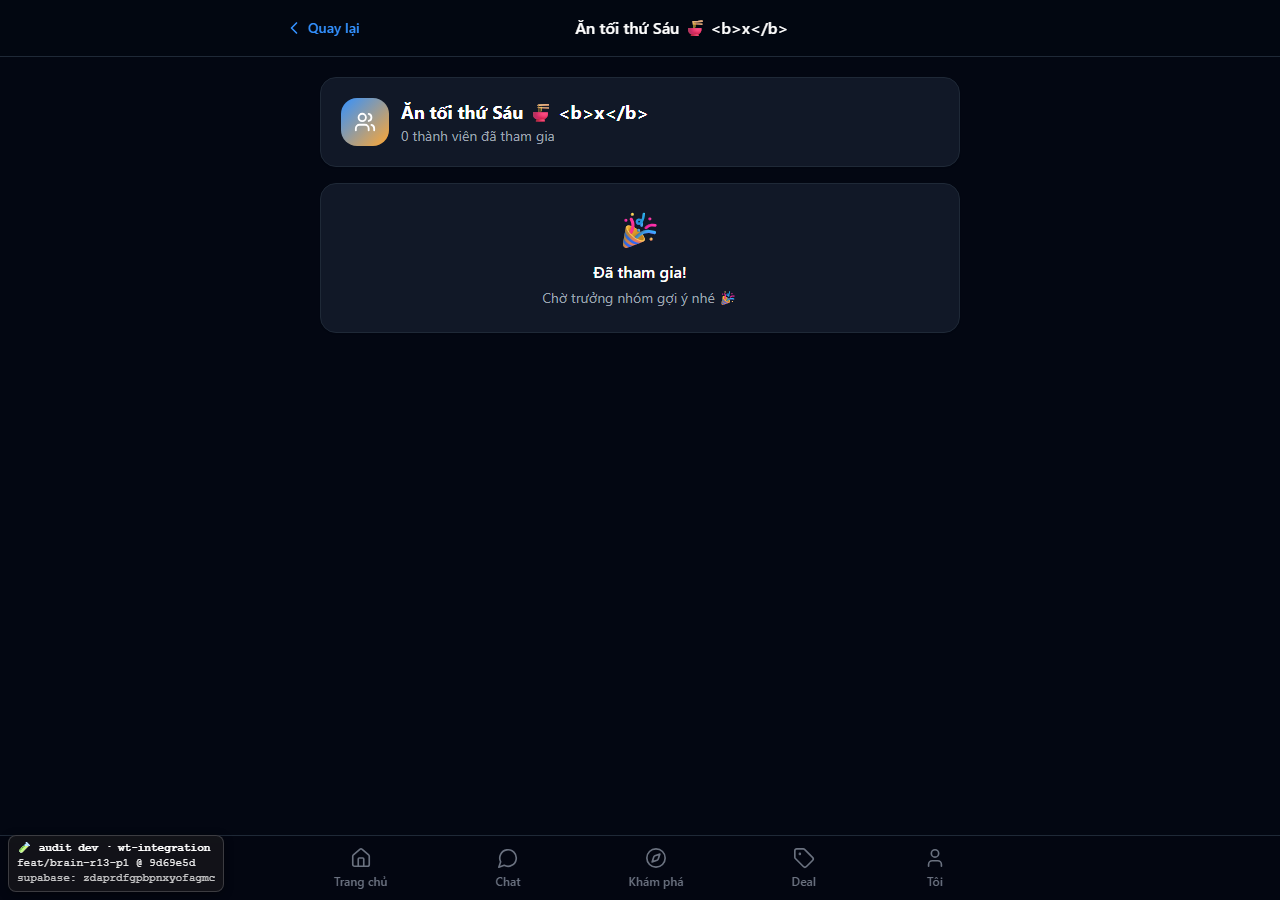 Quay lại
Ăn tối thứ Sáu 🍜 <b>x</b>
Ăn tối thứ Sáu 🍜 <b>x</b>
0 thành viên đã tham gia
Đã tham gia!
Chờ trưởng nhóm gợi ý nhé 🎉
audit dev · wt-integration
feat/brain-r13-p1 @ 9d69e5d
supabase: zdaprdfgpbpnxyofagmc
Trang chủ
Chat
Khám phá
Deal
Tôi